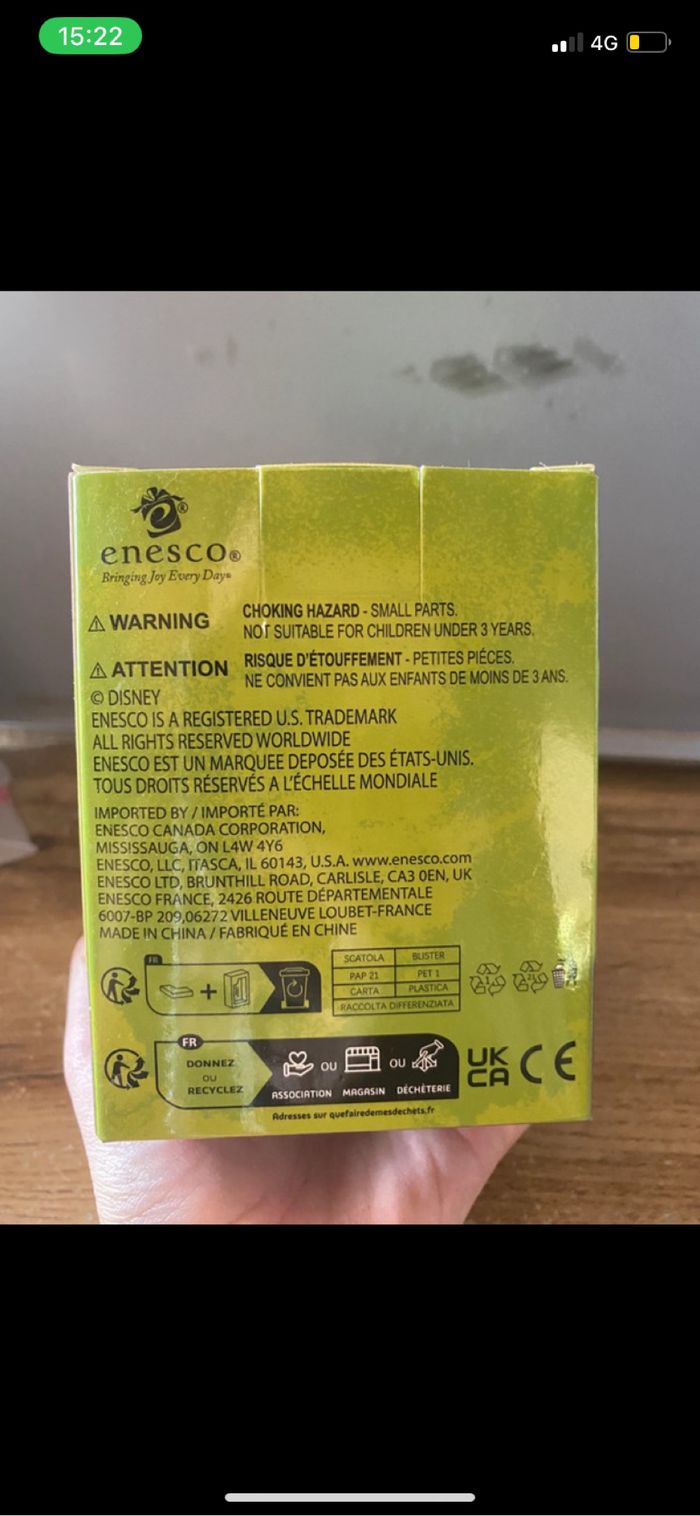 15:22
4G
enesco®
Bringing Joy Every Day®
WARNING
CHOKING HAZARD - SMALL PARTS.
NOT SUITABLE FOR CHILDREN UNDER 3 YEARS.
ATTENTION
RISQUE D'ÉTOUFFEMENT - PETITES PIÉCES.
NE CONVIENT PAS AUX ENFANTS DE MOINS DE 3 ANS.
© DISNEY
ENESCO IS A REGISTERED U.S. TRADEMARK
ALL RIGHTS RESERVED WORLDWIDE
ENESCO EST UN MARQUEE DEPOSÉE DES ÉTATS-UNIS.
TOUS DROITS RÉSERVÉS A L'ÉCHELLE MONDIALE
IMPORTED BY / IMPORTÉ PAR:
ENESCO CANADA CORPORATION,
MISSISSAUGA, ON L4W 4Y6
ENESCO, LLC, ITASCA, IL 60143, U.S.A. www.enesco.com
ENESCO LTD, BRUNTHILL ROAD, CARLISLE, CA3 0EN, UK
ENESCO FRANCE, 2426 ROUTE DÉPARTEMENTALE
6007-BP 209,06272 VILLENEUVE LOUBET-FRANCE
MADE IN CHINA / FABRIQUÉ EN CHINE
FR
+
SCATOLA BLISTER
PAP 21 PET 1
CARTA PLASTICA
RACCOLTA DIFFERENZIATA
FR
DONNEZ
OU
RECYCLEZ
OU
OU
ASSOCIATION MAGASIN DÉCHÈTERIE
Adresses sur quefairedemesdechets.fr
UK
CA
CE